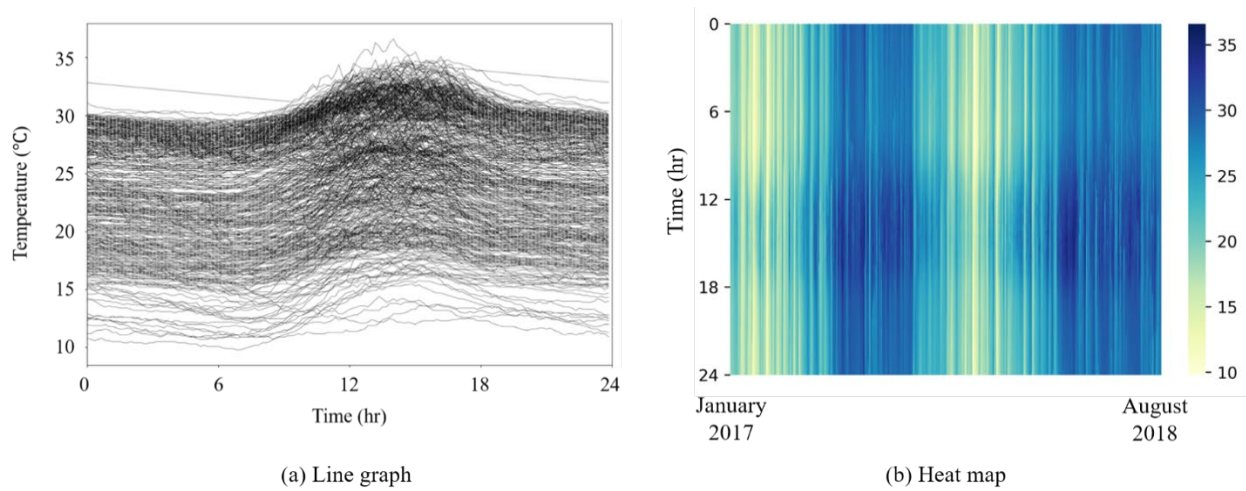 35
30
25
20
15
10
Temperature (℃)
0 6 12 18 24
Time (hr)
(a) Line graph
0
6
12
18
24
Time (hr)
January
2017
August
2018
35
30
25
20
15
10
(b) Heat map